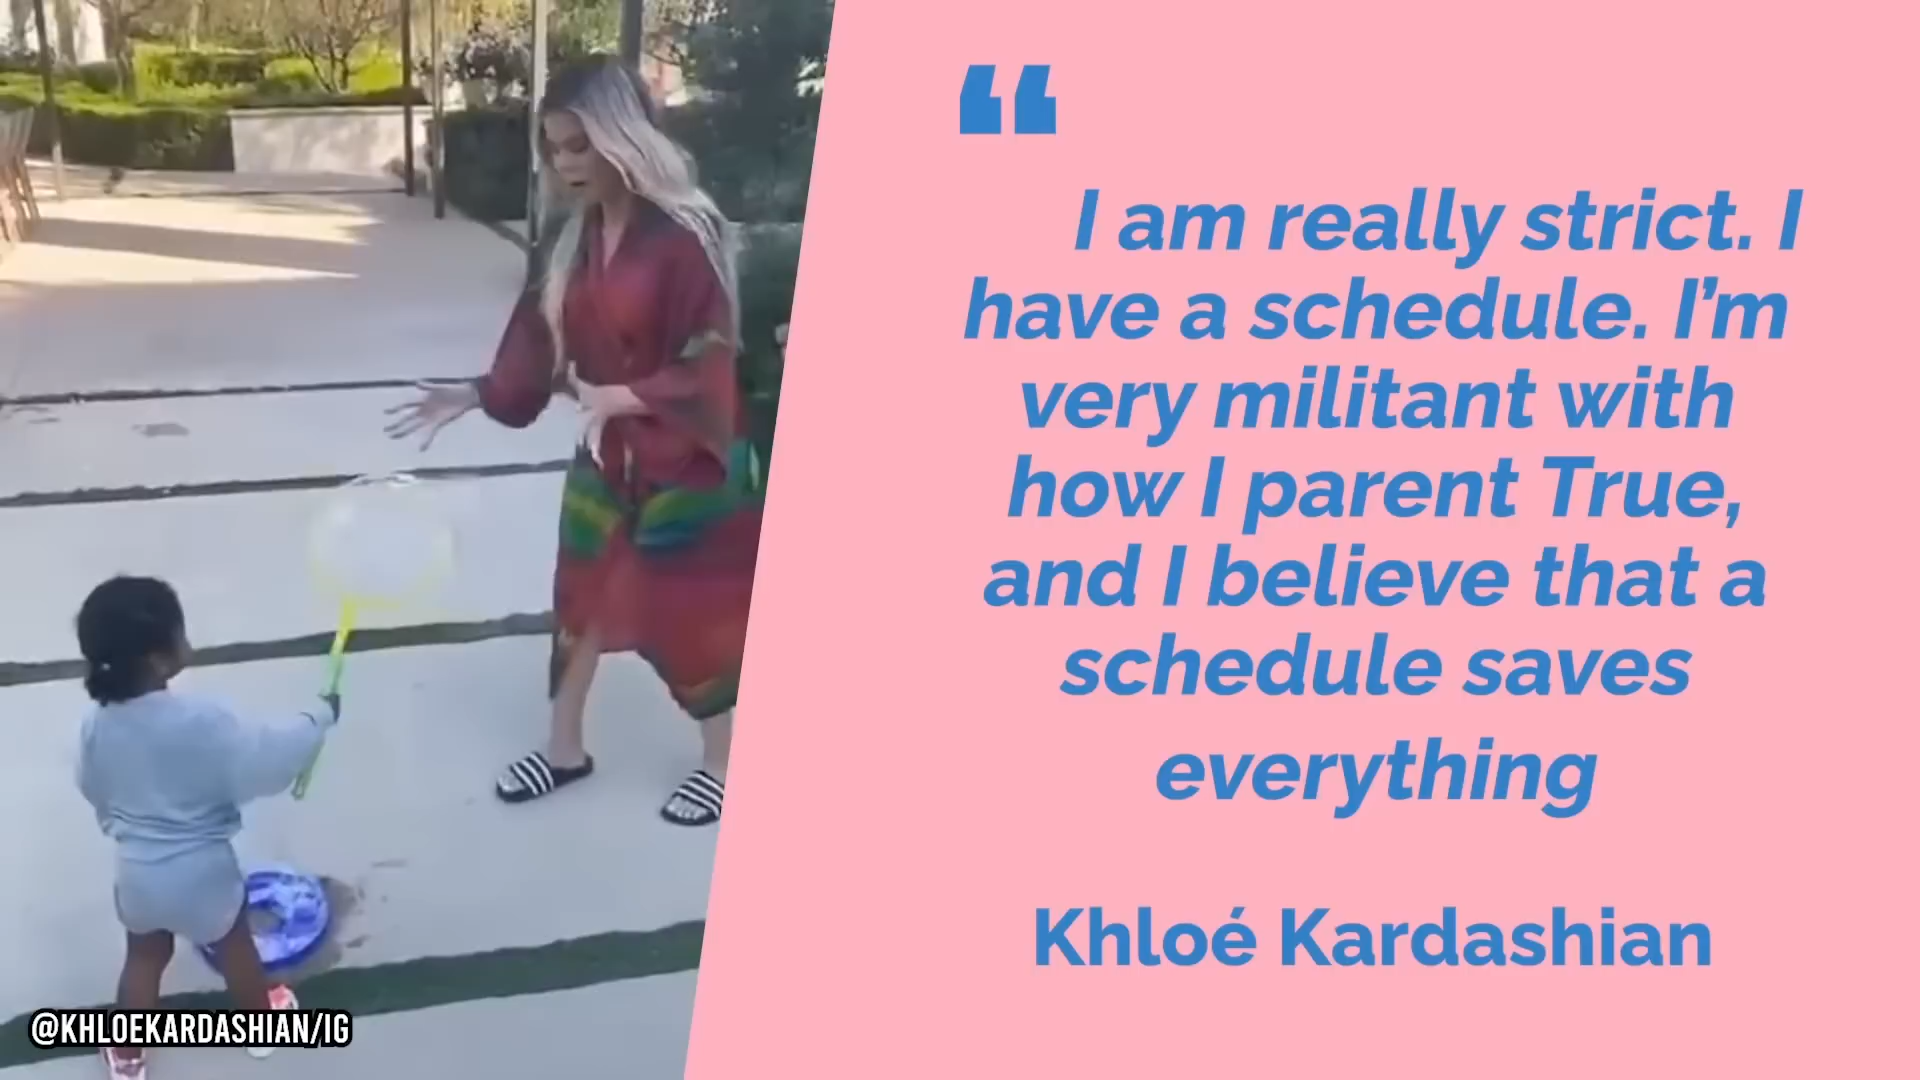 “
I am really strict. I
have a schedule. I’m
very militant with
how I parent True,
and I believe that a
schedule saves
everything
Khloé Kardashian
@KHLOEKARDASHIAN/IG